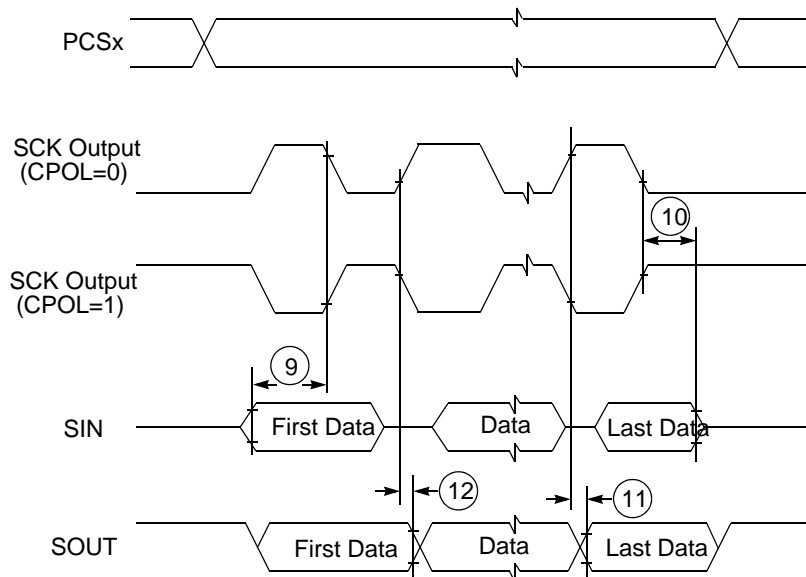 PCSx
SCK Output
(CPOL=0)
10
SCK Output
(CPOL=1)
9
SIN
First Data
Data
Last Data
12
11
SOUT
First Data
Data
Last Data